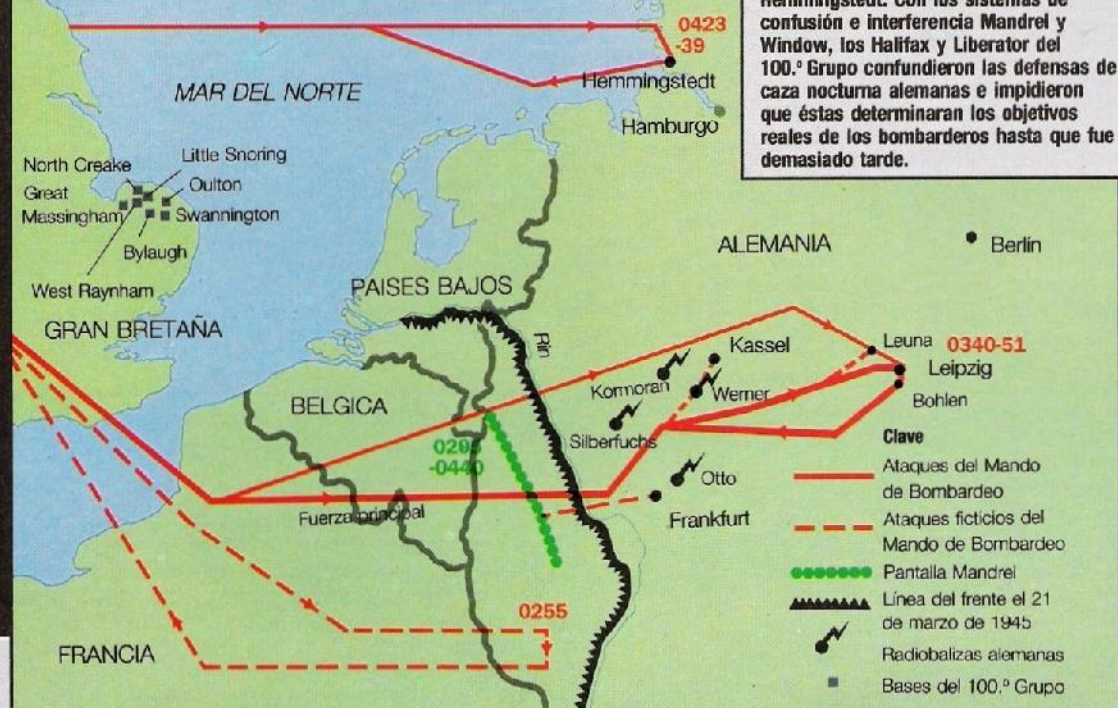 Hemmingstedt. Con los sistemas de
confusión e interferencia Mandrel y
Window, los Halifax y Liberator del
100.º Grupo confundieron las defensas de
caza nocturna alemanas e impidieron
que éstas determinaran los objetivos
reales de los bombarderos hasta que fue
demasiado tarde.
0423
-39
Hemmingstedt
Hamburgo
MAR DEL NORTE
North Creake
Little Snoring
Great
Massingham
Oulton
Swannington
Bylaugh
West Raynham
GRAN BRETAÑA
PAISES BAJOS
ALEMANIA
Berlin
Rin
Kassel
Leuna
0340-51
Leipzig
Bohlen
Kormoran
Werner
Silberfuchs
Otto
Frankfurt
BELGICA
-0440
Fuerza principal
0255
FRANCIA
Clave
Ataques del Mando
de Bombardeo
Ataques ficticios del
Mando de Bombardeo
Pantalla Mandrel
Línea del frente el 21
de marzo de 1945
Radiobalizas alemanas
Bases del 100.º Grupo